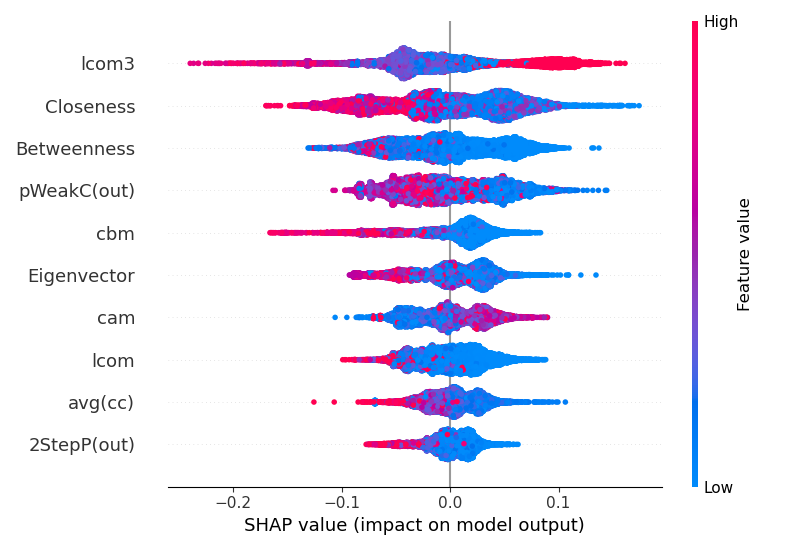 High
lcom3
Closeness
Betweenness
pWeakC(out)
cbm
Eigenvector
cam
lcom
avg(cc)
2StepP(out)
Feature value
Low
−0.2 −0.1 0.0 0.1
SHAP value (impact on model output)